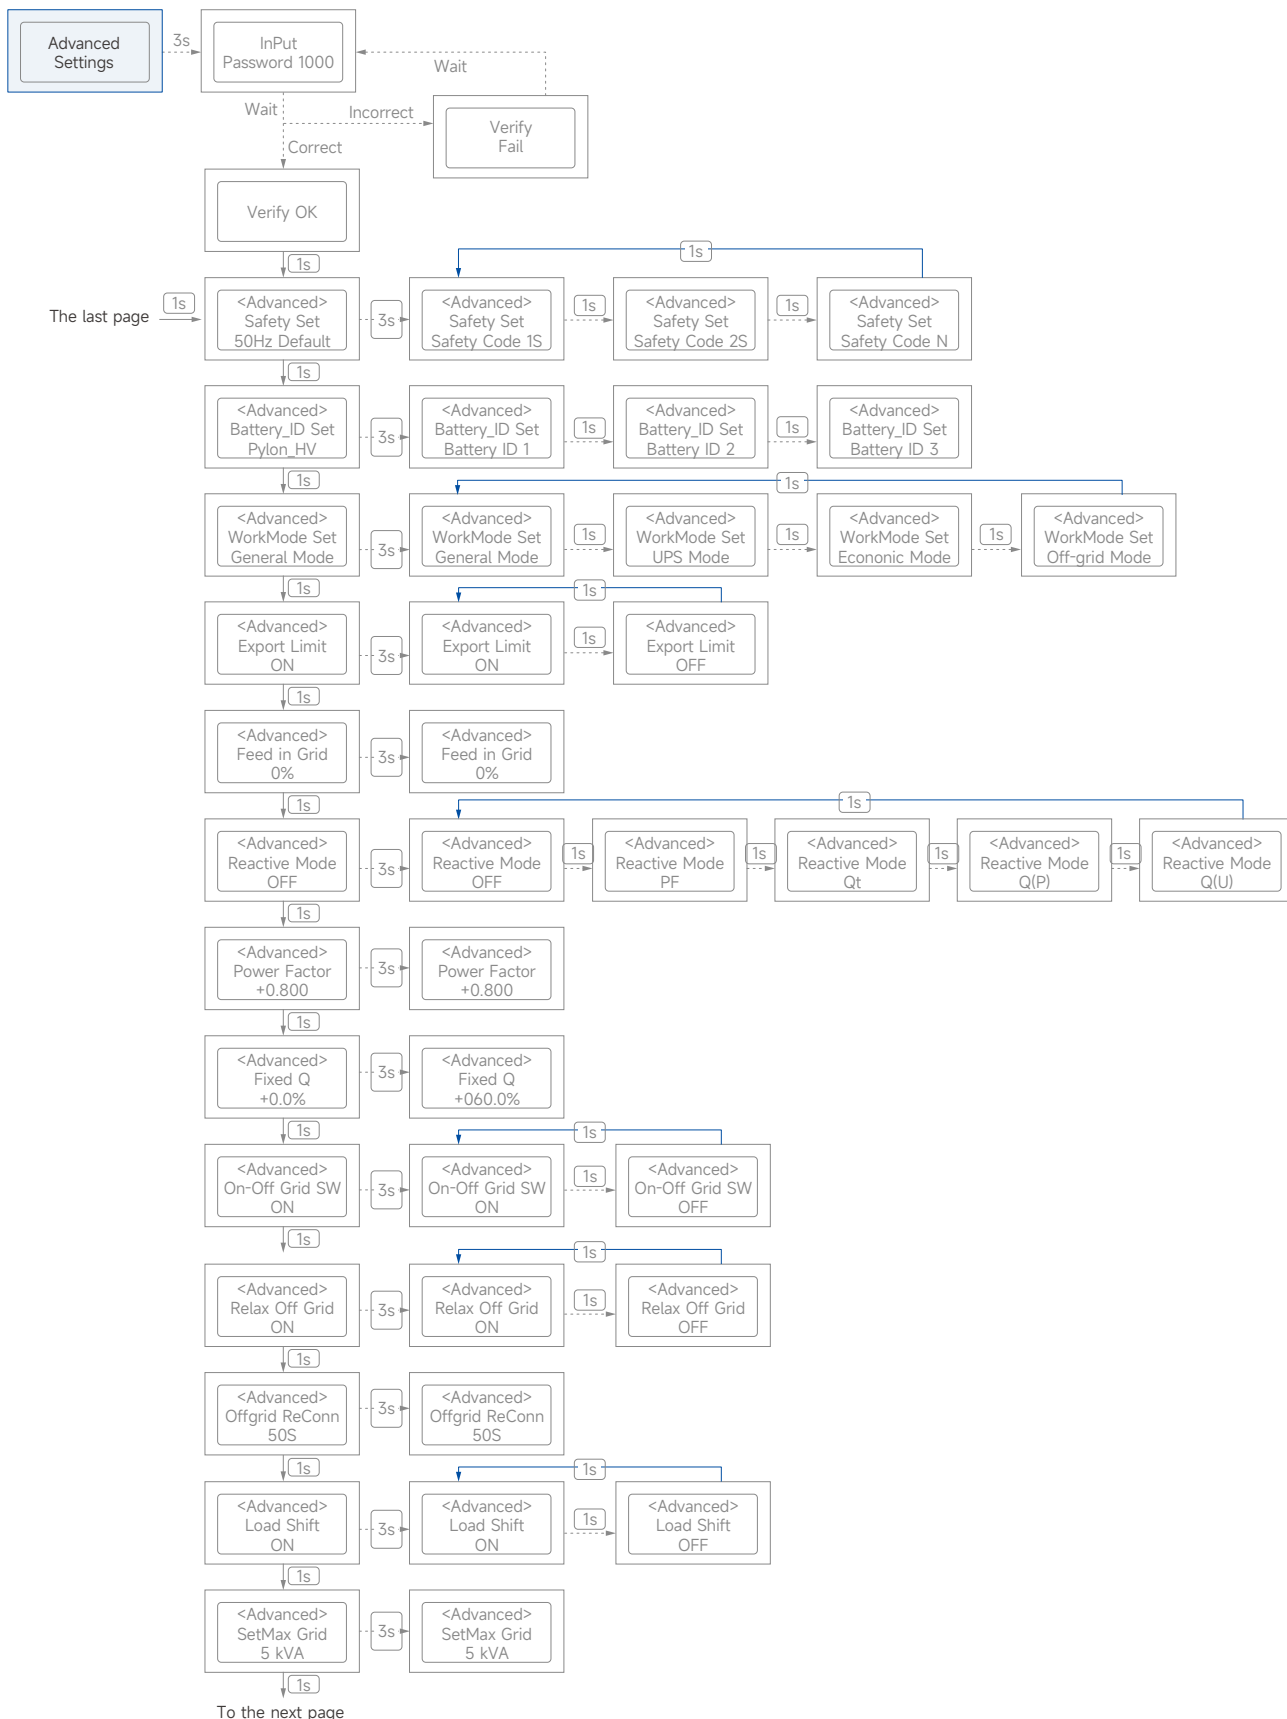 Advanced
Settings
3s
InPut
Password 1000
Wait
Wait
Incorrect
Verify
Fail
Correct
Verify OK
1s
1s
The last page
1s
<Advanced>
Safety Set
50Hz Default
3s
<Advanced>
Safety Set
Safety Code 1S
1s
<Advanced>
Safety Set
Safety Code 2S
1s
<Advanced>
Safety Set
Safety Code N
1s
<Advanced>
Battery_ID Set
Pylon_HV
3s
<Advanced>
Battery_ID Set
Battery ID 1
1s
<Advanced>
Battery_ID Set
Battery ID 2
1s
<Advanced>
Battery_ID Set
Battery ID 3
1s
1s
<Advanced>
WorkMode Set
General Mode
3s
<Advanced>
WorkMode Set
General Mode
1s
<Advanced>
WorkMode Set
UPS Mode
1s
<Advanced>
WorkMode Set
Econonic Mode
1s
<Advanced>
WorkMode Set
Off-grid Mode
1s
1s
<Advanced>
Export Limit
ON
3s
<Advanced>
Export Limit
ON
1s
<Advanced>
Export Limit
OFF
1s
<Advanced>
Feed in Grid
0%
3s
<Advanced>
Feed in Grid
0%
1s
1s
<Advanced>
Reactive Mode
OFF
3s
<Advanced>
Reactive Mode
OFF
1s
<Advanced>
Reactive Mode
PF
1s
<Advanced>
Reactive Mode
Qt
1s
<Advanced>
Reactive Mode
Q(P)
1s
<Advanced>
Reactive Mode
Q(U)
1s
<Advanced>
Power Factor
+0.800
3s
<Advanced>
Power Factor
+0.800
1s
<Advanced>
Fixed Q
+0.0%
3s
<Advanced>
Fixed Q
+060.0%
1s
1s
<Advanced>
On-Off Grid SW
ON
3s
<Advanced>
On-Off Grid SW
ON
1s
<Advanced>
On-Off Grid SW
OFF
1s
1s
<Advanced>
Relax Off Grid
ON
3s
<Advanced>
Relax Off Grid
ON
1s
<Advanced>
Relax Off Grid
OFF
1s
<Advanced>
Offgrid ReConn
50S
3s
<Advanced>
Offgrid ReConn
50S
1s
1s
<Advanced>
Load Shift
ON
3s
<Advanced>
Load Shift
ON
1s
<Advanced>
Load Shift
OFF
1s
<Advanced>
SetMax Grid
5 kVA
3s
<Advanced>
SetMax Grid
5 kVA
1s
To the next page